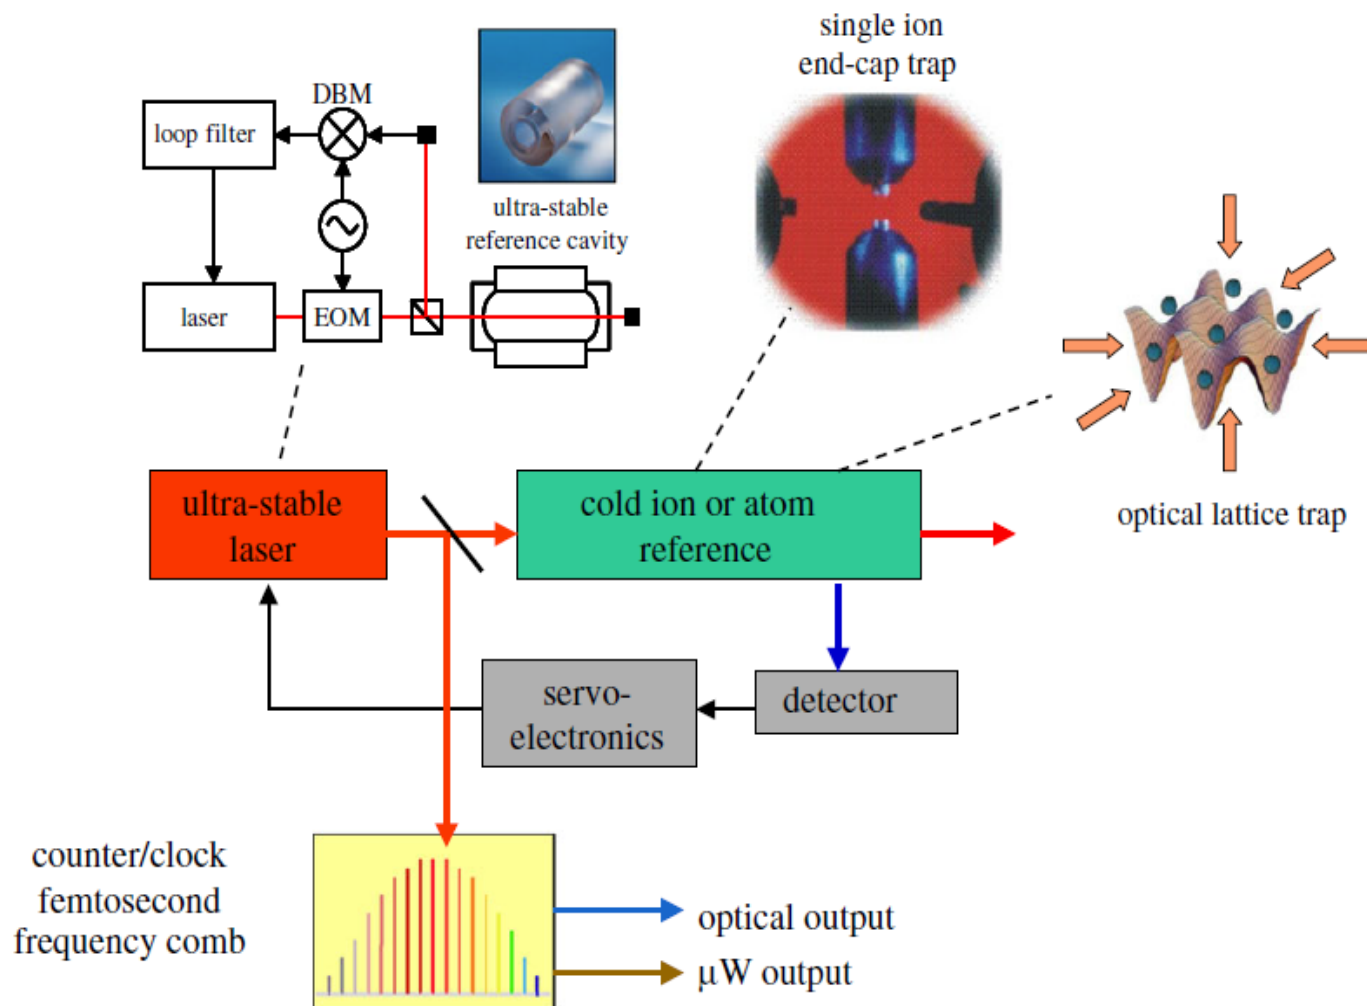 single ion
end-cap trap
DBM
loop filter
ultra-stable
reference cavity
laser
EOM
ultra-stable
laser
cold ion or atom
reference
optical lattice trap
servo-
electronics
detector
counter/clock
femtosecond
frequency comb
optical output
μW output